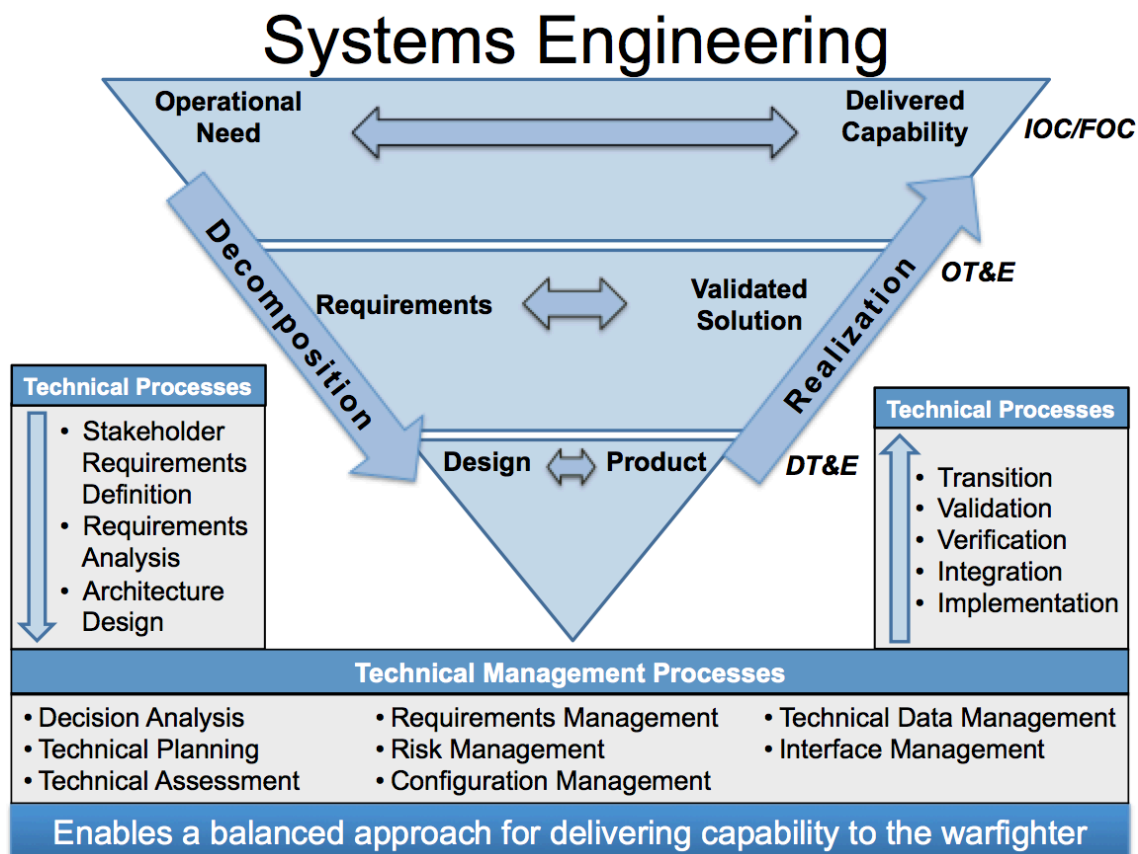 Systems Engineering
Operational
Need
Delivered
Capability
IOC/FOC
Decomposition
Realization
OT&E
Requirements
Validated
Solution
Design
Product
DT&E
Technical Processes
• Stakeholder
Requirements
Definition
• Requirements
Analysis
• Architecture
Design
Technical Processes
• Transition
• Validation
• Verification
• Integration
• Implementation
Technical Management Processes
• Decision Analysis
• Technical Planning
• Technical Assessment
• Requirements Management
• Risk Management
• Configuration Management
• Technical Data Management
• Interface Management
Enables a balanced approach for delivering capability to the warfighter